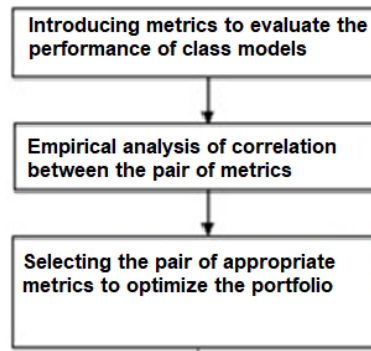 Introducing metrics to evaluate the
performance of class models
Empirical analysis of correlation
between the pair of metrics
Selecting the pair of appropriate
metrics to optimize the portfolio